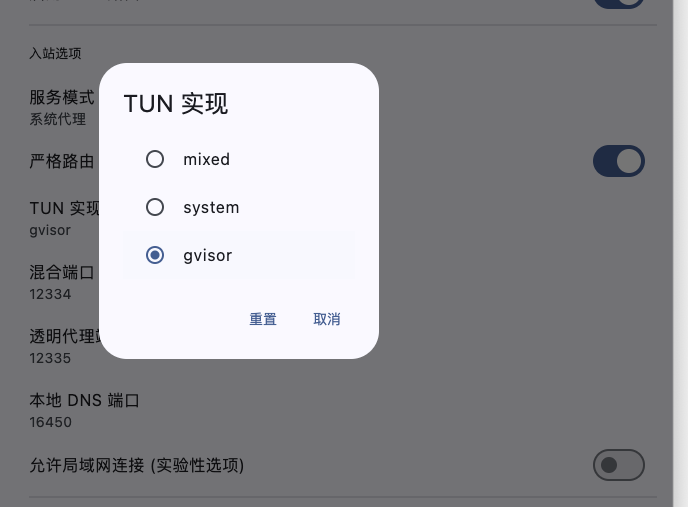 入站选项
服务模式
系统代理
严格路由
TUN 实现
gvisor
混合端口
12334
透明代理
12335
本地 DNS 端口
16450
允许局域网连接 (实验性选项)
TUN 实现
mixed
system
gvisor
重置
取消